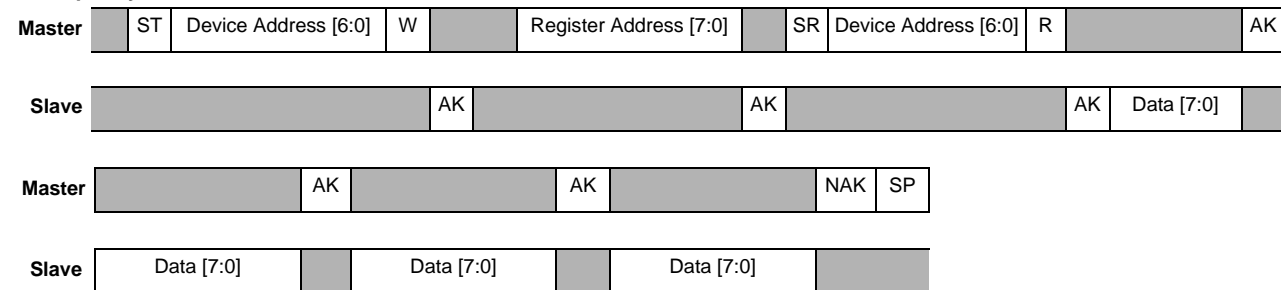 Master ST Device Address [6:0] W Register Address [7:0] SR Device Address [6:0] R AK
Slave AK AK AK Data [7:0]
Master AK AK NAK SP
Slave Data [7:0] Data [7:0] Data [7:0]